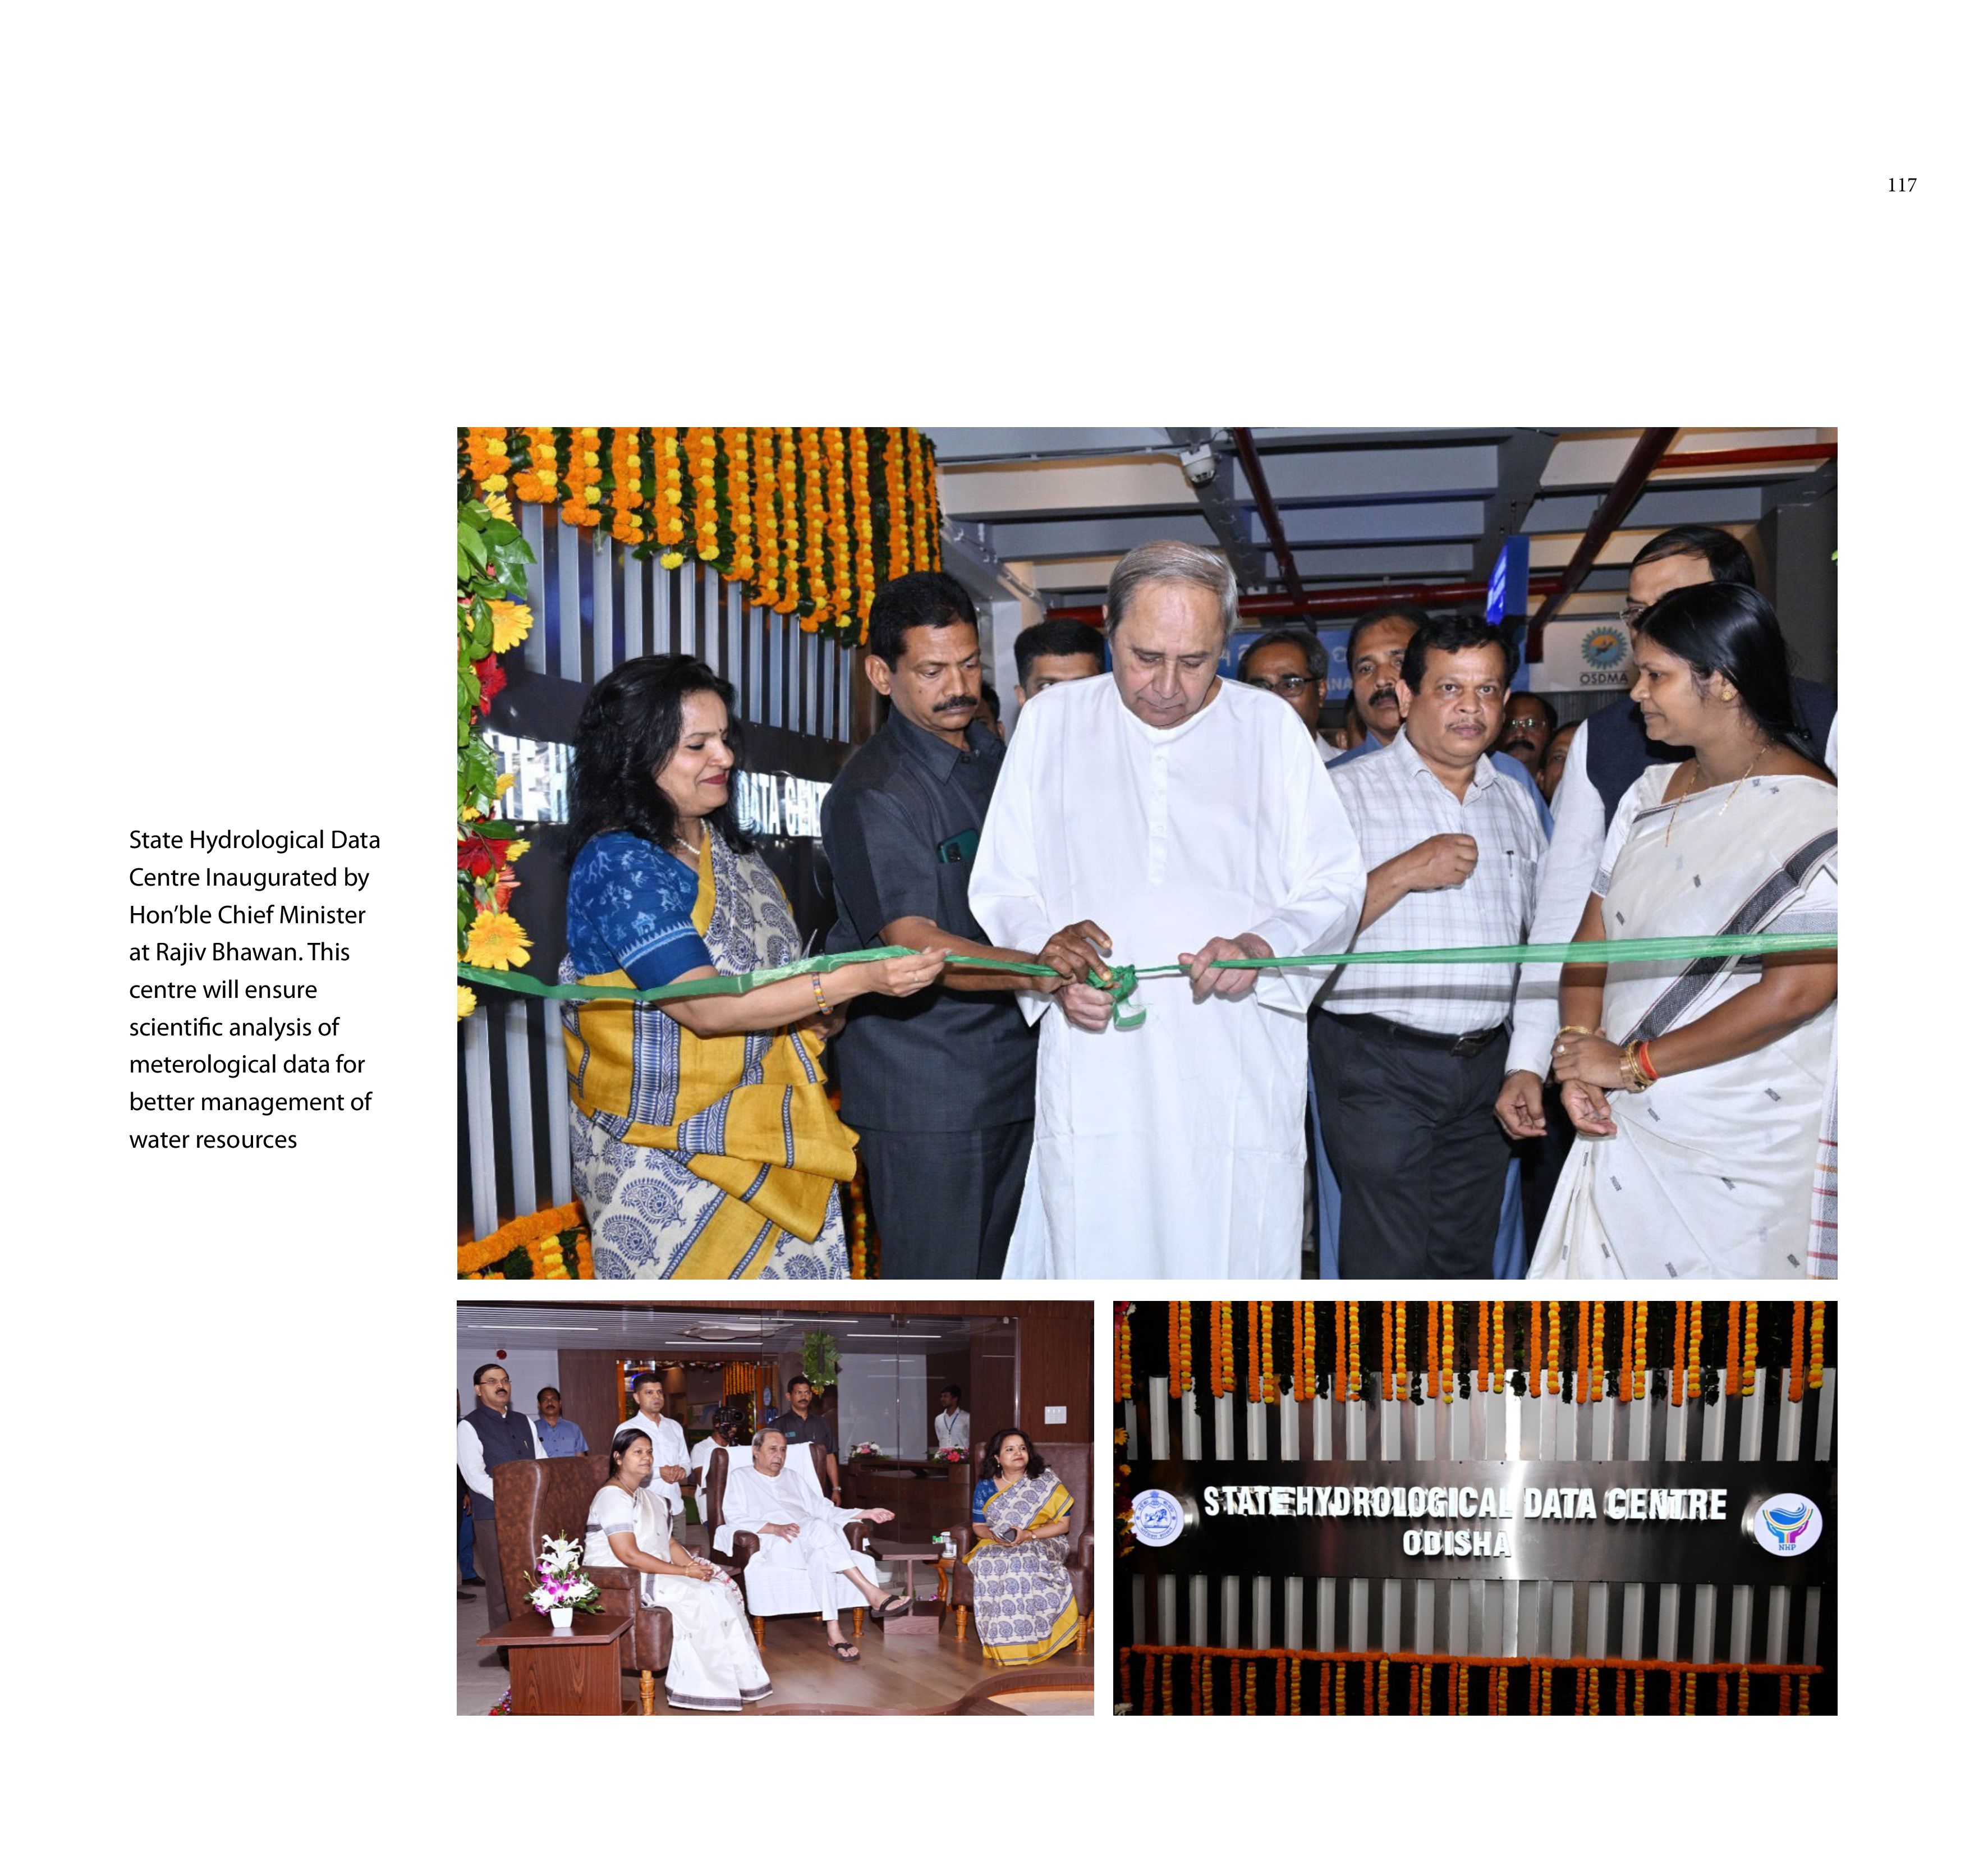 117
State Hydrological Data
Centre Inaugurated by
Hon’ble Chief Minister
at Rajiv Bhawan. This
centre will ensure
scientific analysis of
meterological data for
better management of
water resources
OSDMA
DATA
STATE HYDROLOGICAL DATA CENTRE
ODISHA
NHP